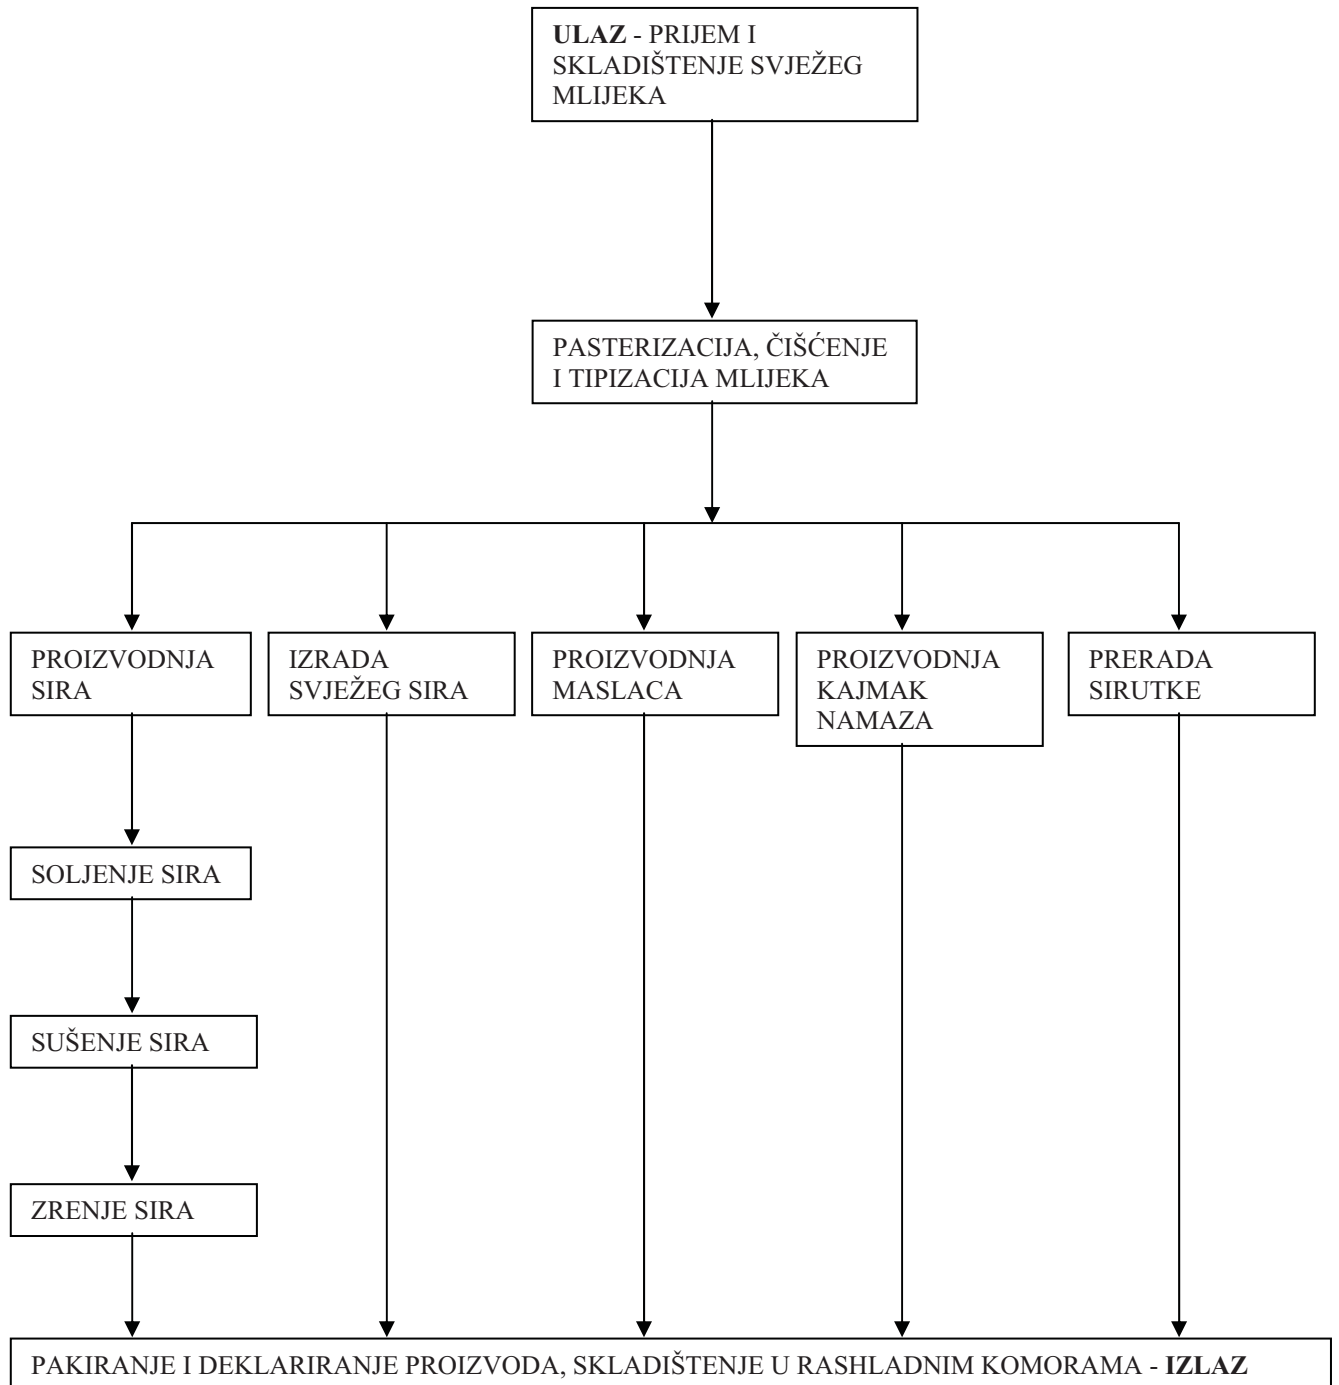 ULAZ - PRIJEM I
SKLADIŠTENJE SVJEŽEG
MLIJEKA
PASTERIZACIJA, ČIŠĆENJE
I TIPIZACIJA MLIJEKA
PROIZVODNJA
SIRA
IZRADA
SVJEŽEG SIRA
PROIZVODNJA
MASLACA
PROIZVODNJA
KAJMAK
NAMAZA
PRERADA
SIRUTKE
SOLJENJE SIRA
SUŠENJE SIRA
ZRENJE SIRA
PAKIRANJE I DEKLARIRANJE PROIZVODA, SKLADIŠTENJE U RASHLADNIM KOMORAMA - IZLAZ